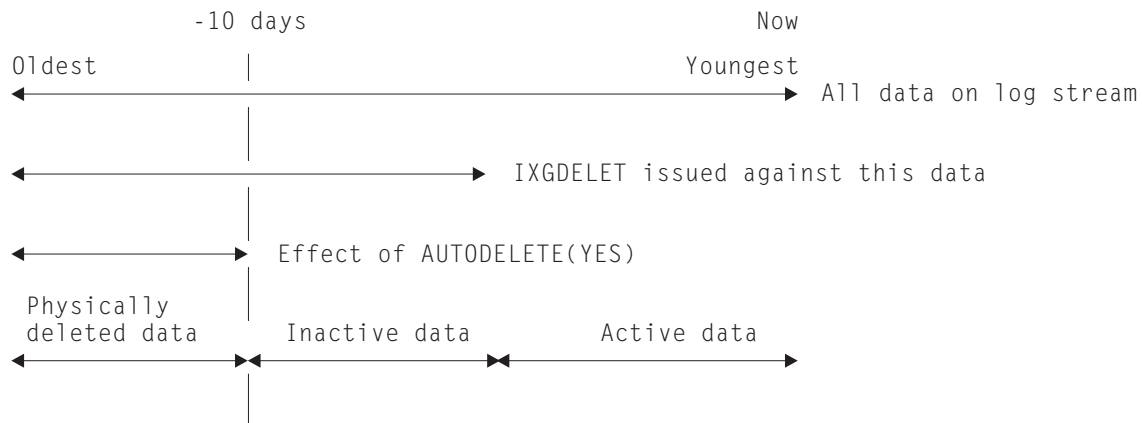 -10 days Now
Oldest Youngest
All data on log stream
IXGDELET issued against this data
Effect of AUTODELETE(YES)
Physically
deleted data Inactive data Active data